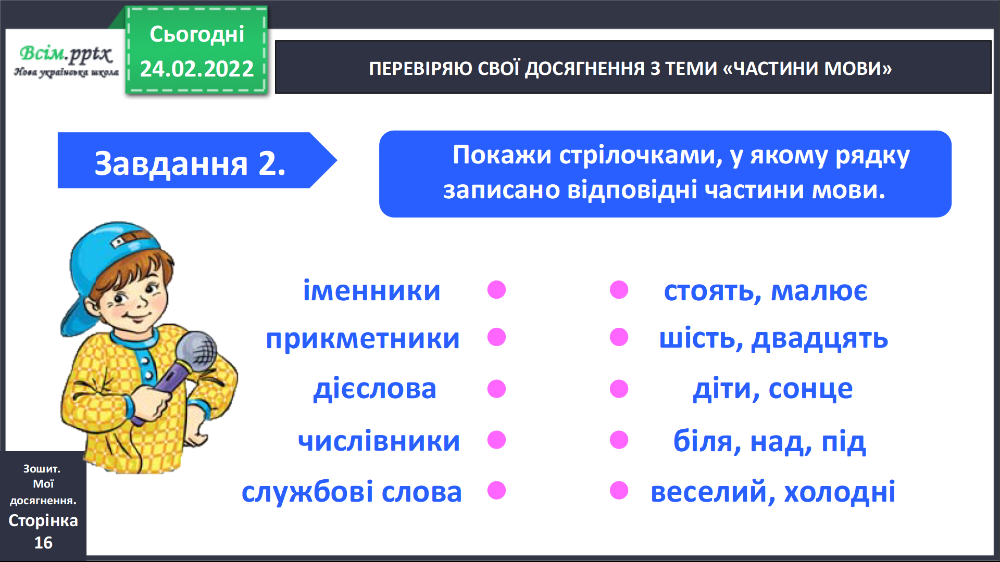 Сьогодні
24.02.2022
Всім.pptx
Нова українська школа
ПЕРЕВІРЯЮ СВОЇ ДОСЯГНЕННЯ З ТЕМИ «ЧАСТИНИ МОВИ»
Завдання 2.
Покажи стрілочками, у якому рядку
записано відповідні частини мови.
іменники стоять, малює
прикметники шість, двадцять
дієслова діти, сонце
числівники біля, над, під
службові слова веселий, холодні
Зошит.
Мої
досягнення.
Сторінка
16